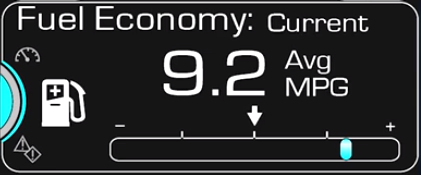 Fuel Economy: Current
9.2 Avg MPG
- +